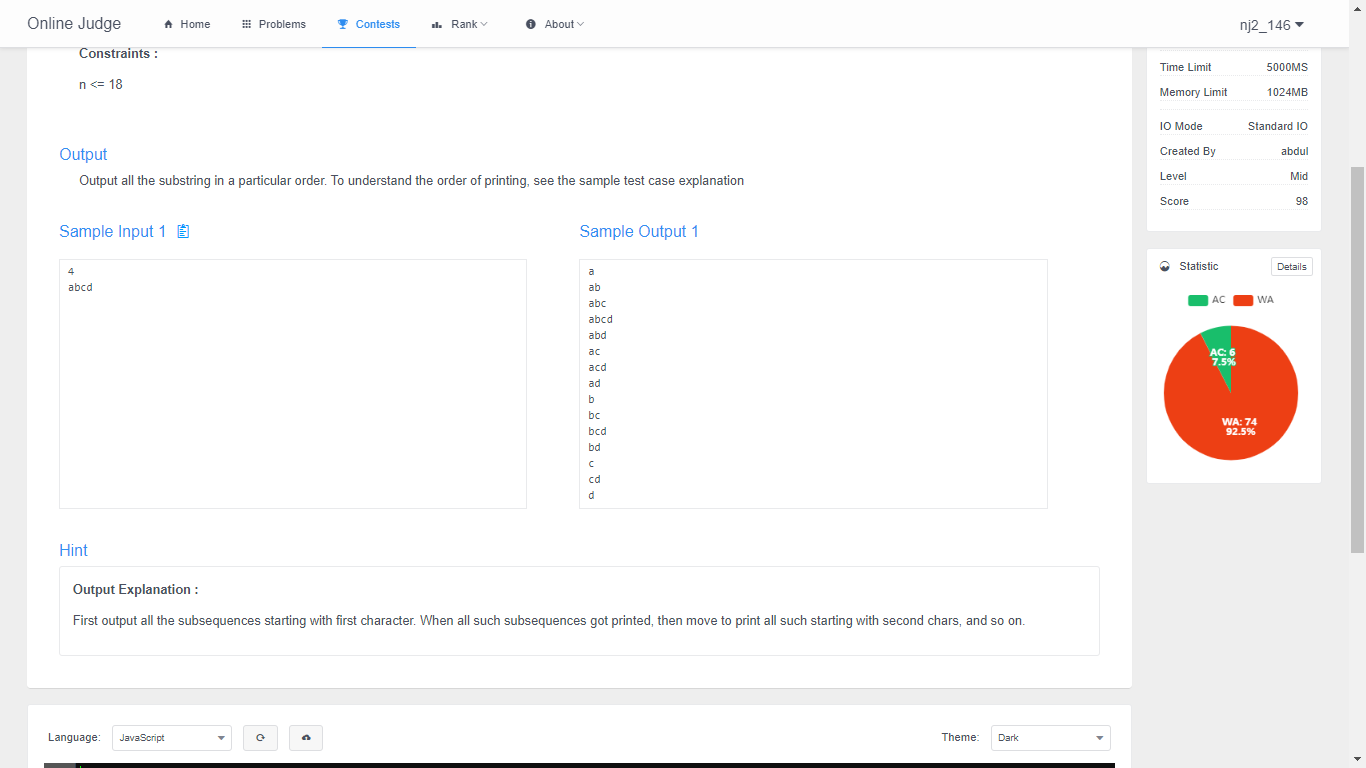 Online Judge Home Problems Contests Rank About nj2_146
Constraints :
n <= 18
Output
Output all the substring in a particular order. To understand the order of printing, see the sample test case explanation
Sample Input 1
4
abcd
Sample Output 1
a
ab
abc
abcd
abd
ac
acd
ad
b
bc
bcd
bd
c
cd
d
Hint
Output Explanation :
First output all the subsequences starting with first character. When all such subsequences got printed, then move to print all such starting with second chars, and so on.
Language: JavaScript Theme: Dark
Time Limit 5000MS
Memory Limit 1024MB
IO Mode Standard IO
Created By abdul
Level Mid
Score 98
Statistic Details
AC WA
AC: 6
7.5%
WA: 74
92.5%